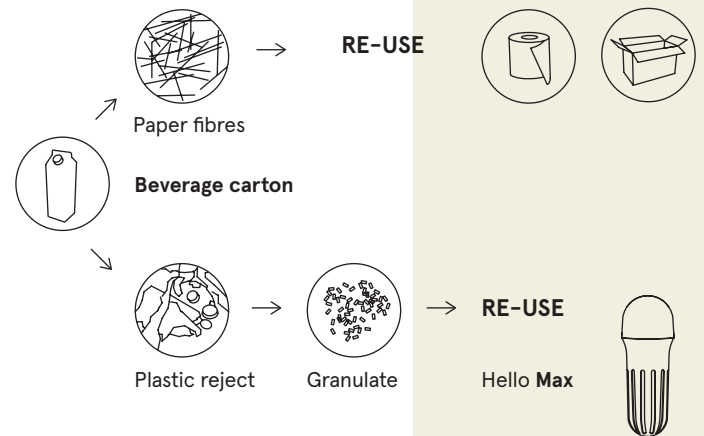 RE-USE
Paper fibres
Beverage carton
RE-USE
Plastic reject
Granulate
Hello Max